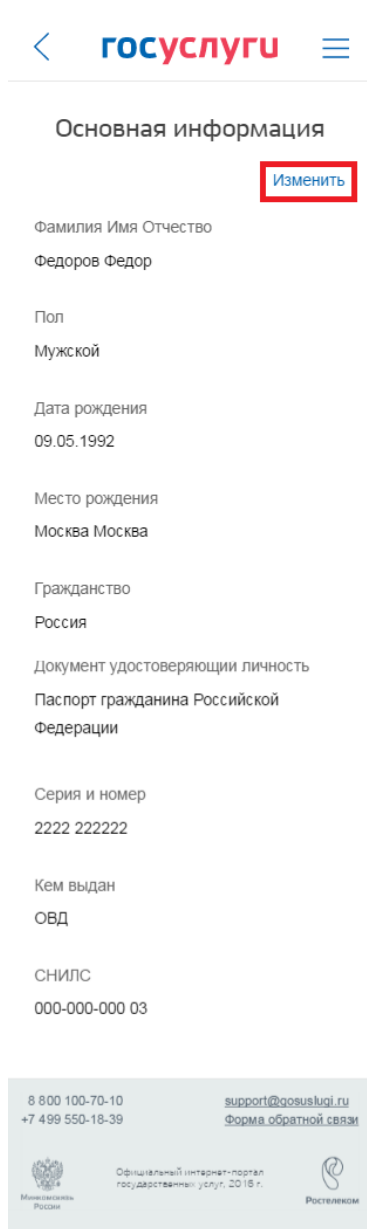 госуслуги
Основная информация
Изменить
Фамилия Имя Отчество
Федоров Федор
Пол
Мужской
Дата рождения
09.05.1992
Место рождения
Москва Москва
Гражданство
Россия
Документ удостоверяющии личность
Паспорт гражданина Российской
Федерации
Серия и номер
2222 222222
Кем выдан
ОВД
СНИЛС
000-000-000 03
8 800 100-70-10
+7 499 550-18-39
support@gosuslugi.ru
Форма обратной связи
Минкомсвязь
России
Официальный интернет-портал
государственных услуг, 2016 г.
Ростелеком